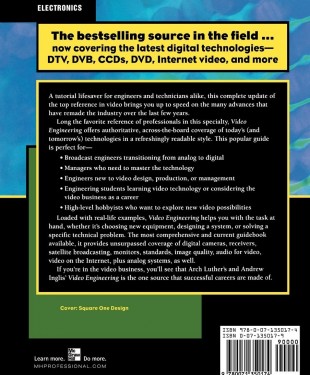 ELECTRONICS
The bestselling source in the field ...
now covering the latest digital technologies—
DTV, DVB, CCDs, DVD, Internet video, and more
A tutorial lifesaver for engineers and technicians alike, this complete update of
the top reference in video brings you up to speed on the many advances that
have remade the industry over the last few years.
Long the favorite reference of professionals in this specialty, Video
Engineering offers authoritative, across-the-board coverage of today's (and
tomorrow's) technologies in a refreshingly readable style. This popular guide
is perfect for—
• Broadcast engineers transitioning from analog to digital
• Managers who need to master the technology
• Engineers new to video design, production, or management
• Engineering students learning video technology or considering the
video business as a career
• High-level hobbyists who want to explore new video possibilities
Loaded with real-life examples, Video Engineering helps you with the task at
hand, whether it's choosing new equipment, designing a system, or solving a
specific technical problem. The most comprehensive and current guidebook
available, it provides unsurpassed coverage of digital cameras, receivers,
satellite broadcasting, monitors, standards, image quality, audio for video,
video on the Internet, plus analog systems, as well.
If you're in the video business, you'll see that Arch Luther's and Andrew
Inglis' Video Engineering is the one source that successful careers are made of.
Cover: Square One Design
ISBN 978-0-07-135017-4
ISBN 0-07-135017-9
90000
9 780071 350174
Learn more. Do more.
MHPROFESSIONAL.COM